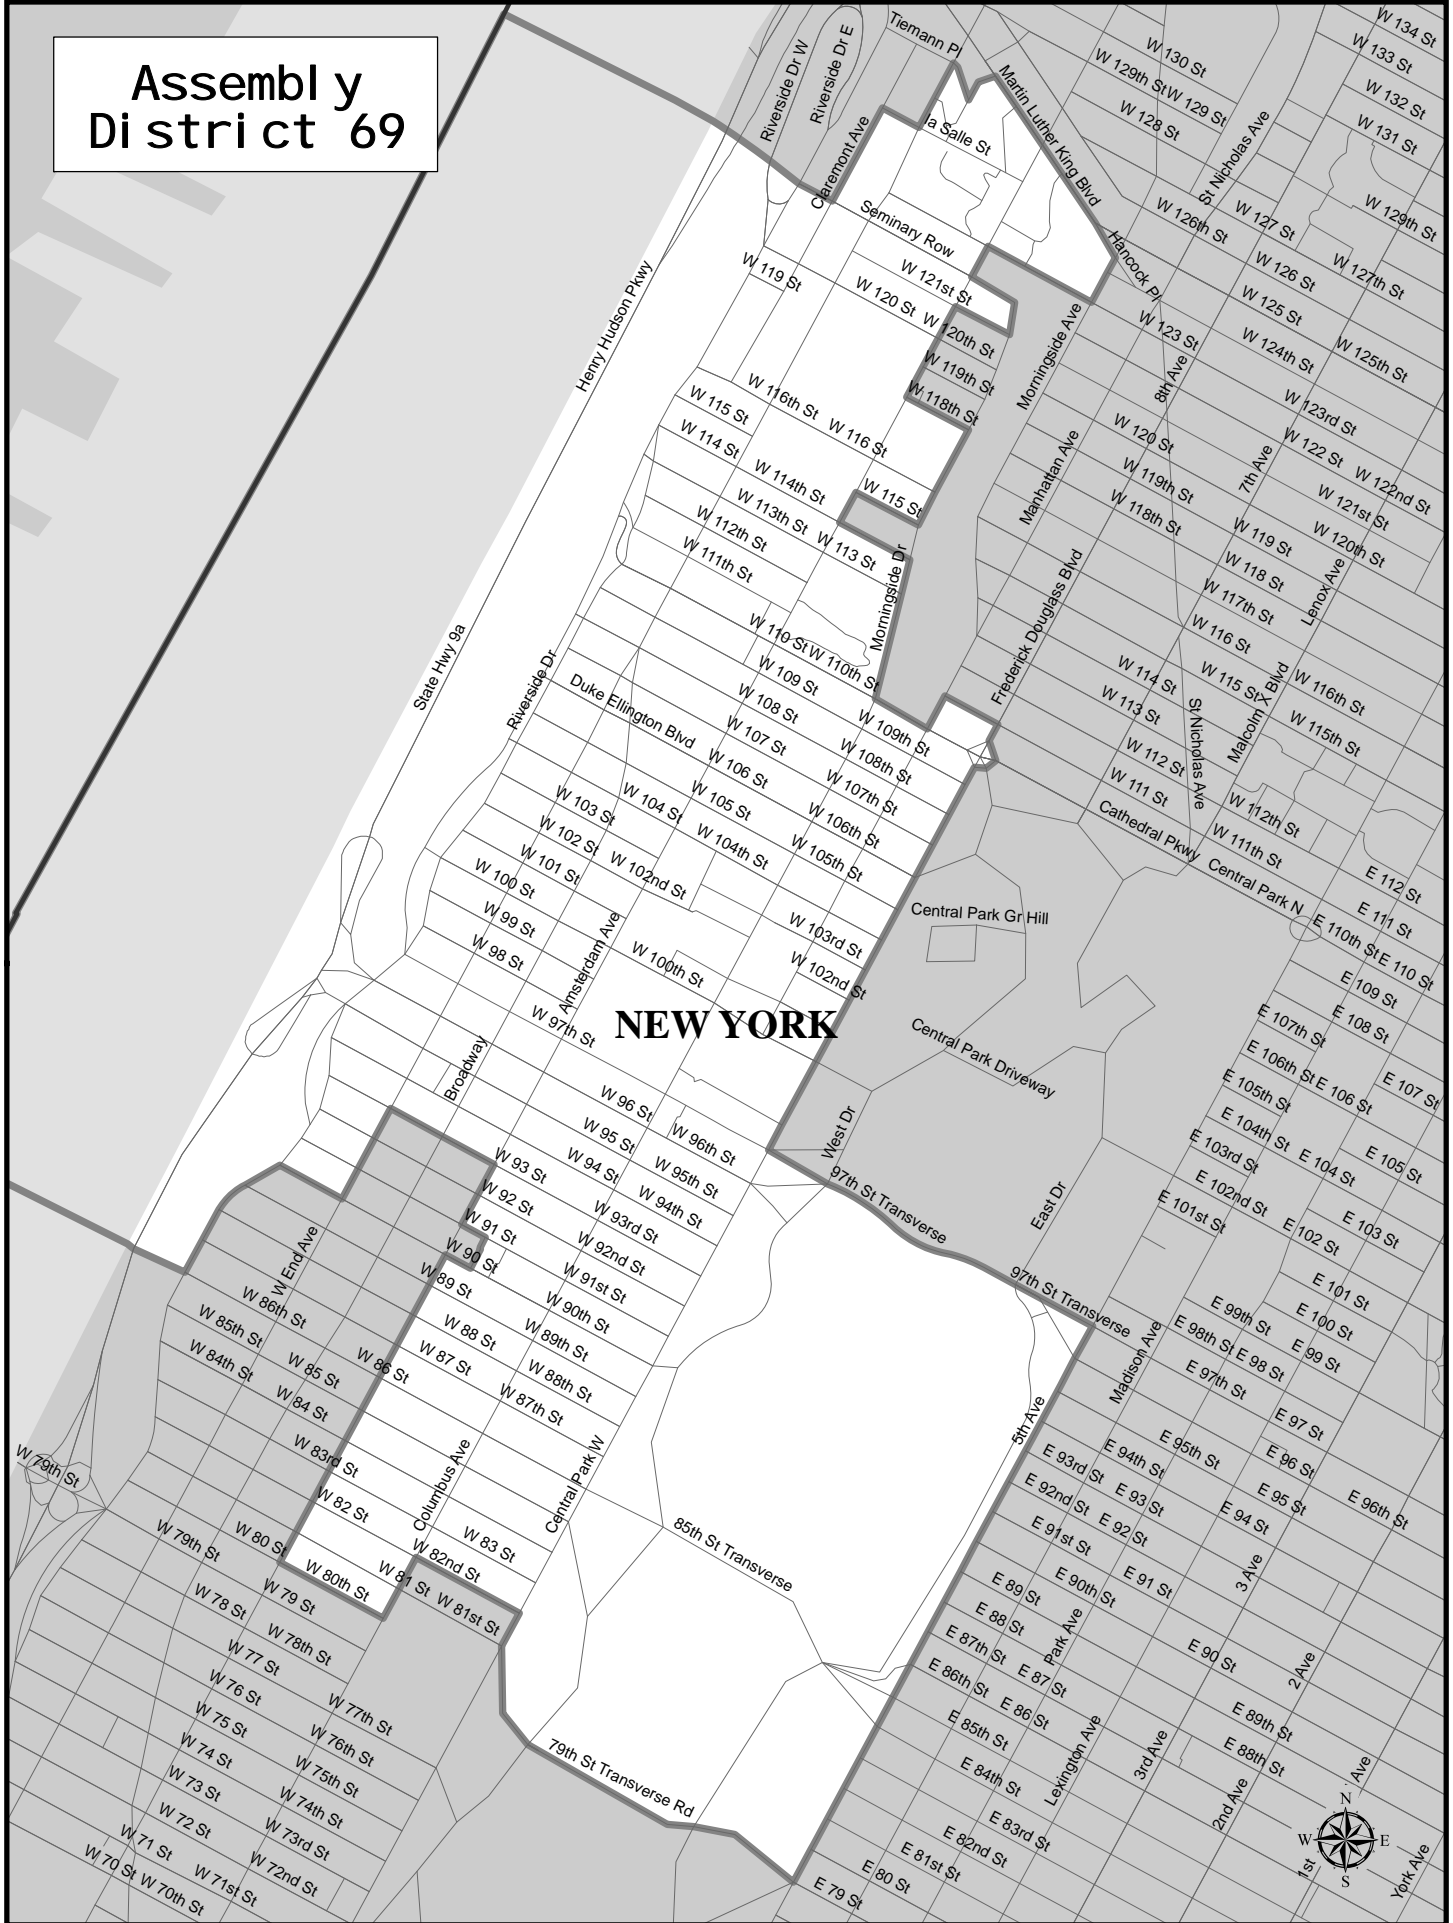 Assembly
District 69
W 134 St
W 133 St
W 132 St
W 131 St
W 130 St
W 129th St
W 129 St
W 128 St
Tiemann Pl
Riverside Dr W
Riverside Dr E
Claremont Ave
la Salle St
Martin Luther King Blvd
St Nicholas Ave
W 129th St
W 127 St
W 126th St
W 127th St
W 126 St
Hancock Pl
Seminary Row
W 125 St
W 125th St
W 124th St
W 123 St
W 119 St
W 121st St
W 120 St
W 120th St
W 119th St
W 118th St
Henry Hudson Pkwy
Morningside Ave
8th Ave
W 123rd St
W 122 St
W 122nd St
W 121st St
W 120th St
7th Ave
W 120 St
W 119th St
W 118th St
Manhattan Ave
W 116th St
W 116 St
W 115 St
W 114 St
W 114th St
W 115 St
W 113th St
W 113 St
W 112th St
W 111th St
Morningside Dr
W 119 St
W 118 St
W 117th St
W 116 St
Lenox Ave
Frederick Douglass Blvd
W 110 St
W 110th St
W 109 St
W 109th St
W 114 St
W 115 St
W 116th St
W 113 St
W 115th St
Malcolm X Blvd
St Nicholas Ave
State Hwy 9a
Riverside Dr
Duke Ellington Blvd
W 108 St
W 108th St
W 107 St
W 107th St
W 106 St
W 106th St
W 105 St
W 105th St
W 112 St
W 111 St
W 112th St
W 111th St
Cathedral Pkwy
Central Park N
W 104 St
W 104th St
W 103 St
W 103rd St
W 102 St
W 102nd St
W 102nd St
W 101 St
W 100 St
W 100th St
W 99 St
W 98 St
W 97th St
Amsterdam Ave
Central Park Gr Hill
NEW YORK
Central Park Driveway
E 112 St
E 111 St
E 110th St
E 110 St
E 109 St
E 108 St
E 107th St
E 107 St
E 106th St
E 106 St
E 105th St
E 105 St
E 104th St
E 104 St
E 103rd St
E 103 St
E 102nd St
E 102 St
E 101st St
E 101 St
E 100 St
E 99th St
E 99 St
E 98th St
E 98 St
E 97th St
E 97 St
Broadway
W 96 St
W 96th St
W 95 St
W 95th St
W 94 St
W 94th St
W 93 St
W 93rd St
W 92 St
W 92nd St
W 91 St
W 91st St
W 90 St
W 90th St
W 89 St
W 89th St
W 88 St
W 88th St
W 87 St
W 87th St
West Dr
97th St Transverse
East Dr
97th St Transverse
Madison Ave
5th Ave
W End Ave
W 86th St
W 86 St
W 85th St
W 85 St
W 84th St
W 84 St
W 83rd St
W 83 St
W 82 St
W 82nd St
W 81 St
W 81st St
W 80 St
W 80th St
W 79th St
W 79th St
W 79 St
Columbus Ave
Central Park W
85th St Transverse
79th St Transverse Rd
E 96 St
E 96th St
E 95th St
E 95 St
E 94th St
E 94 St
E 93rd St
E 93 St
E 92nd St
E 92 St
E 91st St
E 91 St
E 90th St
E 90 St
E 89 St
E 89th St
E 88 St
E 88th St
E 87th St
E 87 St
E 86th St
E 86 St
E 85th St
E 84th St
E 83rd St
E 82nd St
E 81st St
E 80 St
E 79 St
3 Ave
Park Ave
2 Ave
Lexington Ave
3rd Ave
2nd Ave
1st
Ave
York Ave
W 78 St
W 78th St
W 77 St
W 77th St
W 76 St
W 76th St
W 75 St
W 75th St
W 74 St
W 74th St
W 73 St
W 73rd St
W 72 St
W 72nd St
W 71 St
W 71st St
W 70 St
W 70th St
N
W
E
S